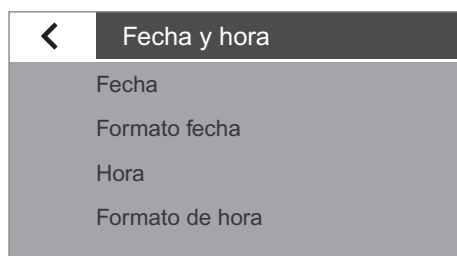 Fecha y hora
Fecha
Formato fecha
Hora
Formato de hora